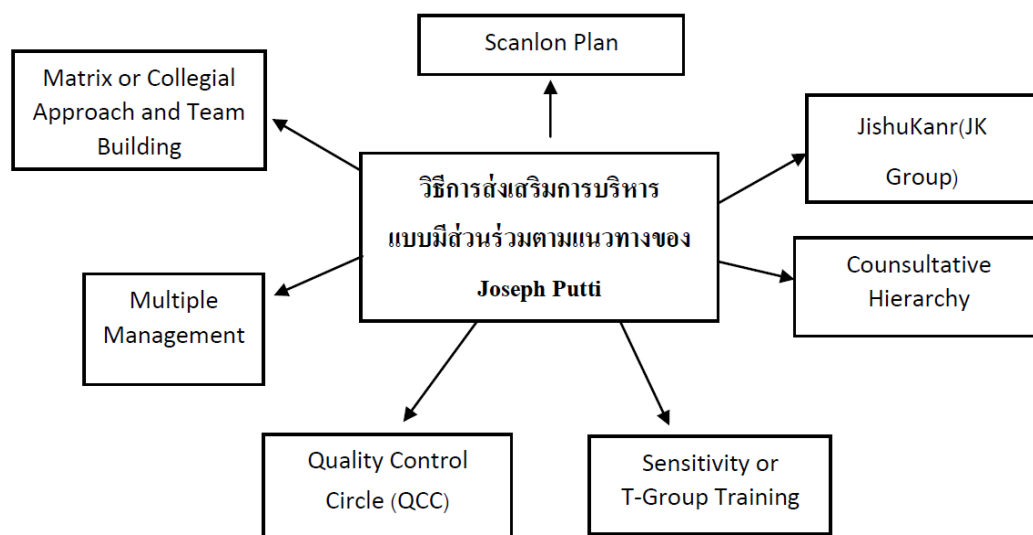 Scanlon Plan
Matrix or Collegial
Approach and Team
Building
JishuKanr(JK
Group)
วิธีการส่งเสริมการบริหาร
แบบมีส่วนร่วมตามแนวทางของ
Joseph Putti
Counsultative
Hierarchy
Multiple
Management
Quality Control
Circle (QCC)
Sensitivity or
T-Group Training